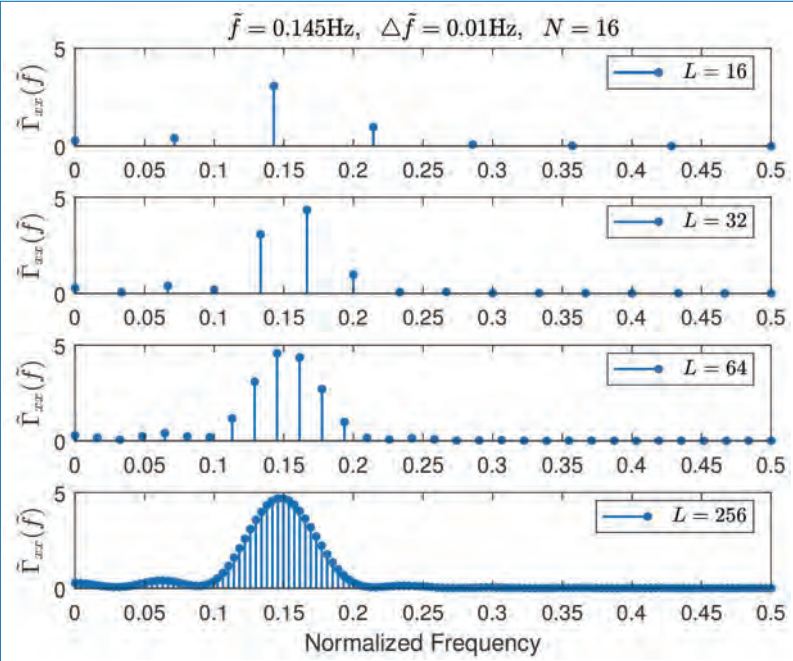 f̃ = 0.145Hz, △f̃ = 0.01Hz, N = 16
5
Γ̃xx(f̃)
L = 16
0
0 0.05 0.1 0.15 0.2 0.25 0.3 0.35 0.4 0.45 0.5
5
Γ̃xx(f̃)
L = 32
0
0 0.05 0.1 0.15 0.2 0.25 0.3 0.35 0.4 0.45 0.5
5
Γ̃xx(f̃)
L = 64
0
0 0.05 0.1 0.15 0.2 0.25 0.3 0.35 0.4 0.45 0.5
5
Γ̃xx(f̃)
L = 256
0
0 0.05 0.1 0.15 0.2 0.25 0.3 0.35 0.4 0.45 0.5
Normalized Frequency